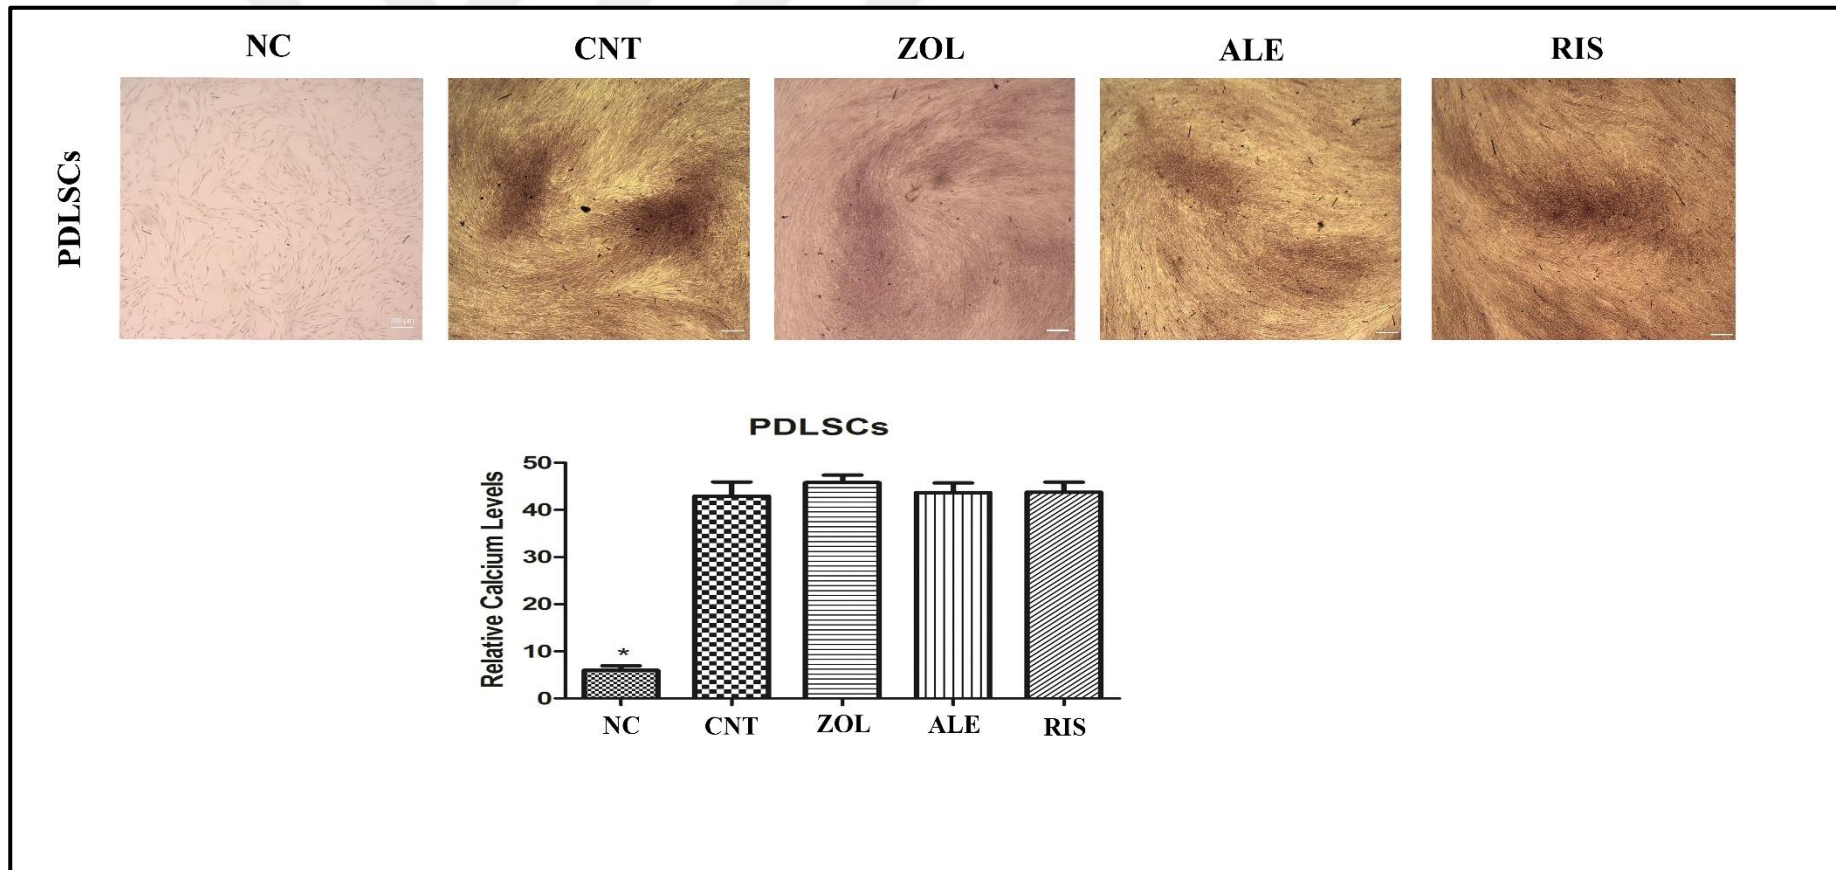 NC CNT ZOL ALE RIS
PDLSCs
PDLSCs
Relative Calcium Levels
50
40
30
20
10
0
*
NC CNT ZOL ALE RIS